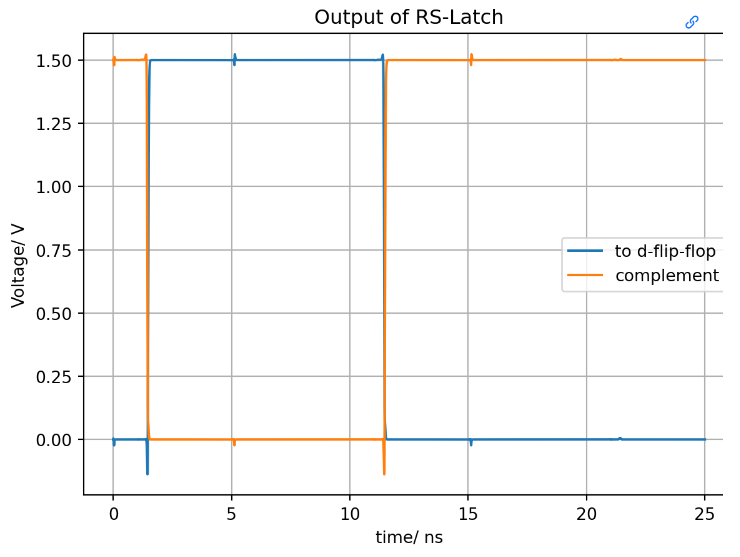 Output of RS-Latch
1.50
1.25
1.00
0.75
0.50
0.25
0.00
Voltage/ V
to d-flip-flop
complement
0 5 10 15 20 25
time/ ns